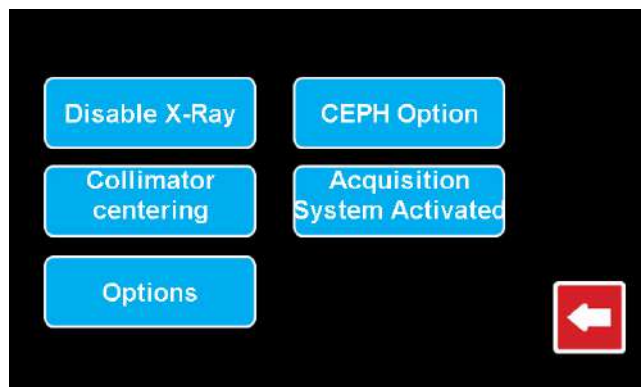 Disable X-Ray
CEPH Option
Collimator
centering
Acquisition
System Activated
Options